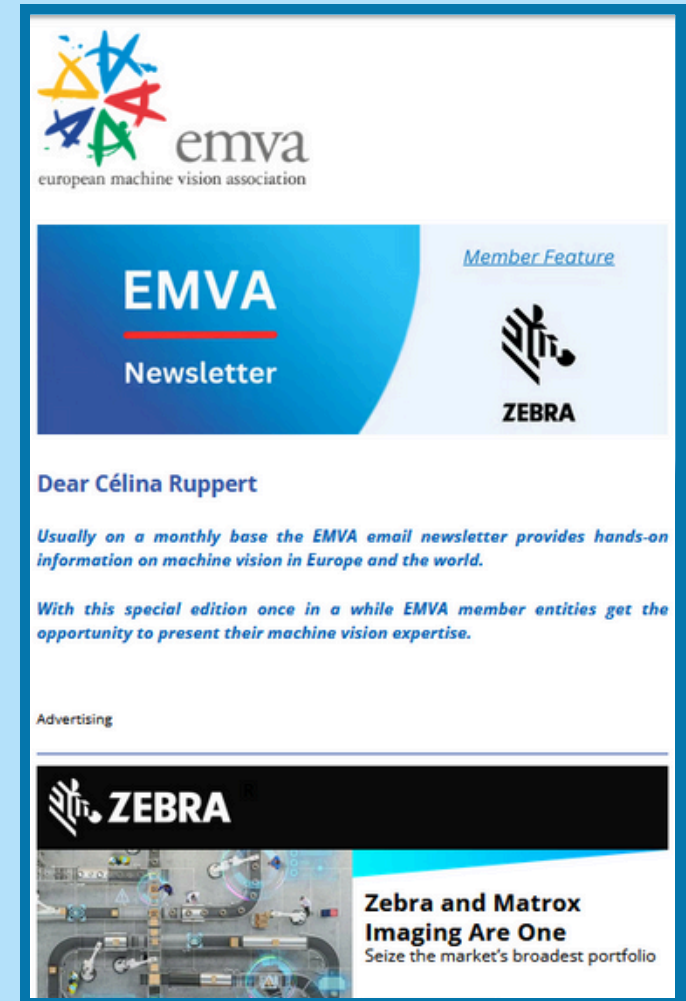 emva
european machine vision association
EMVA
Newsletter
Member Feature
ZEBRA
Dear Célina Ruppert
Usually on a monthly base the EMVA email newsletter provides hands-on
information on machine vision in Europe and the world.
With this special edition once in a while EMVA member entities get the
opportunity to present their machine vision expertise.
Advertising
ZEBRA ®
Zebra and Matrox
Imaging Are One
Seize the market's broadest portfolio
AI